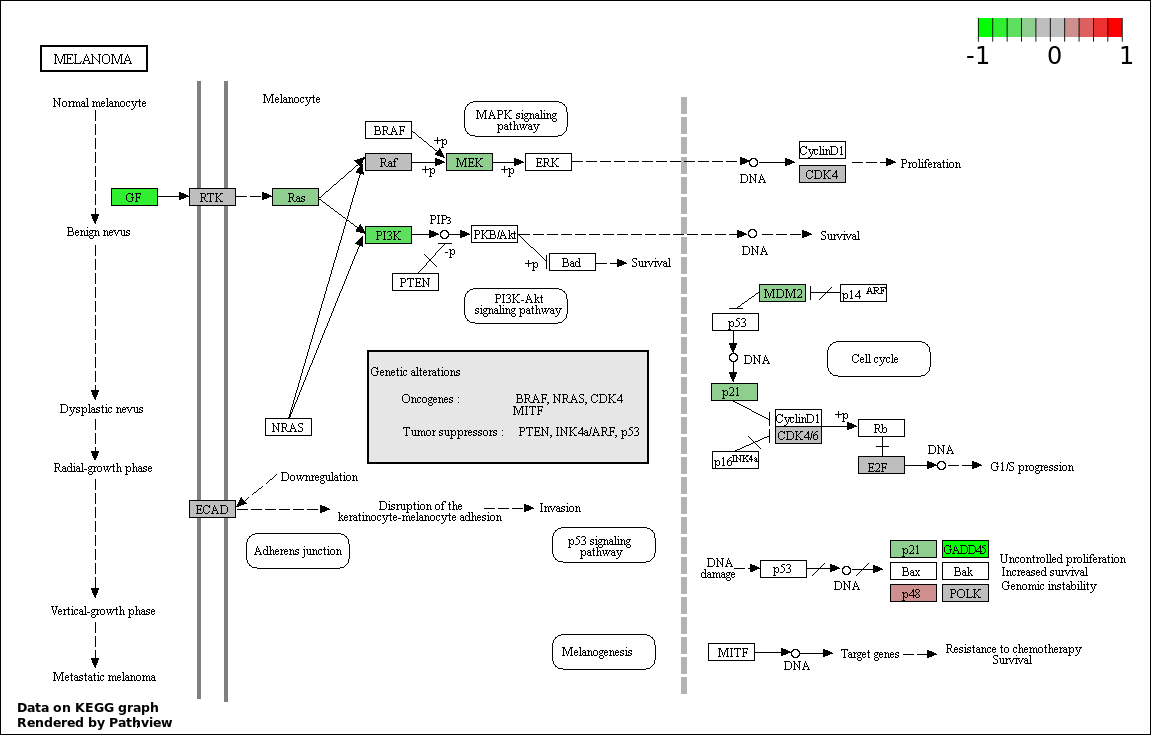 -1 0 1
MELANOMA
Normal melanocyte
Benign nevus
Dysplastic nevus
Radial-growth phase
Vertical-growth phase
Metastatic melanoma
Melanocyte
GF
RTK
Ras
BRAF
+p
Raf
+p
MEK
+p
ERK
MAPK signaling
pathway
DNA
CyclinD1
CDK4
Proliferation
PI3K
PIP3
-p
PTEN
PKB/Akt
+p
Bad
Survival
DNA
Survival
PI3K-Akt
signaling pathway
NRAS
MDM2
p14 ARF
p53
DNA
Cell cycle
p21
CyclinD1
CDK4/6
+p
Rb
p16 INK4a
E2F
DNA
G1/S progression
Genetic alterations
Oncogenes : BRAF, NRAS, CDK4
MITF
Tumor suppressors : PTEN, INK4a/ARF, p53
Downregulation
ECAD
Disruption of the
keratinocyte-melanocyte adhesion
Invasion
Adherens junction
p53 signaling
pathway
DNA
damage
p53
DNA
p21 GADD45
Bax Bak
p48 POLK
Uncontrolled proliferation
Increased survival
Genomic instability
Melanogenesis
MITF
DNA
Target genes
Resistance to chemotherapy
Survival
Data on KEGG graph
Rendered by Pathview